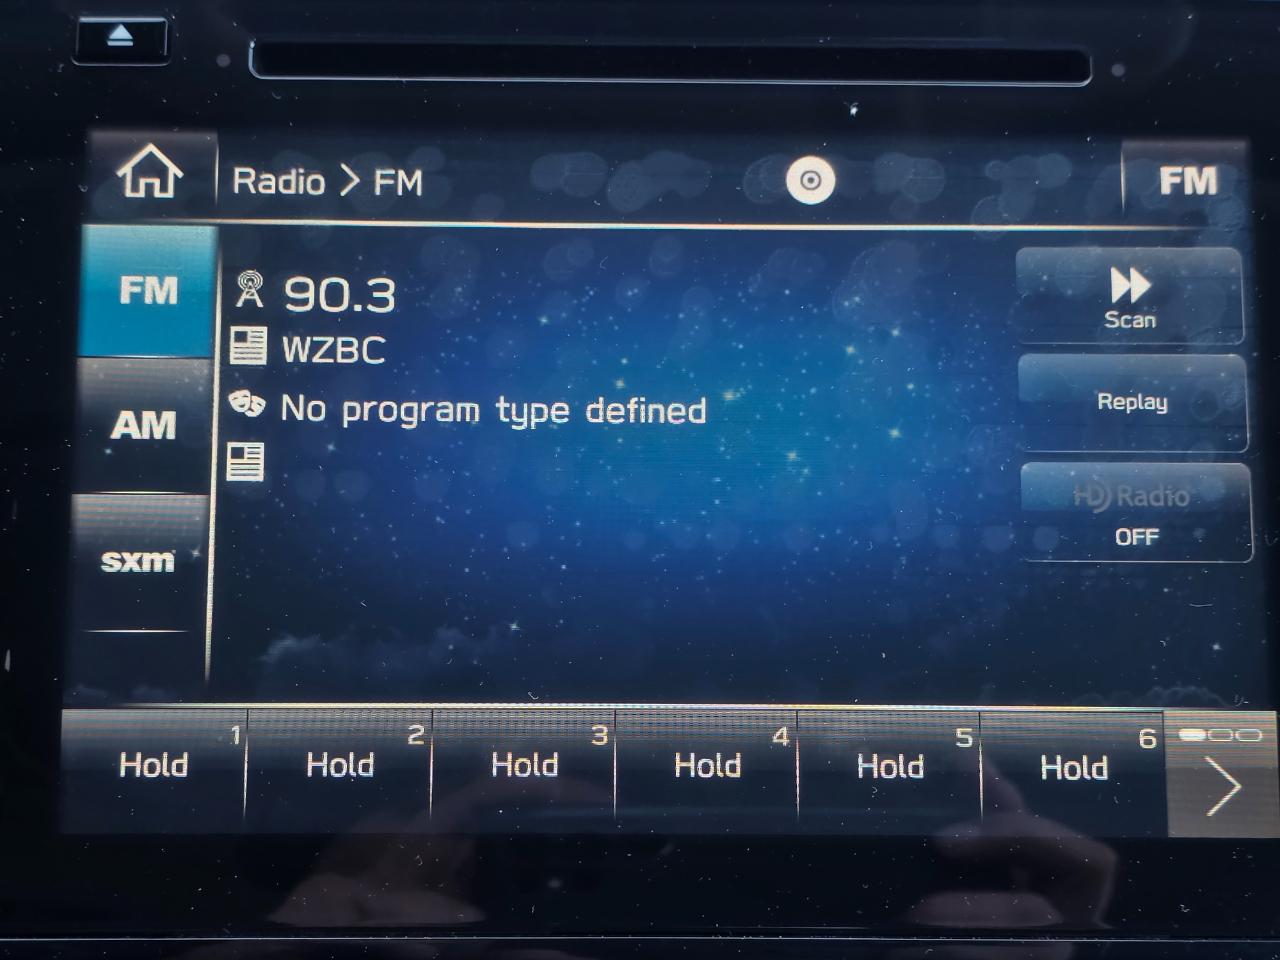 Radio > FM
FM
FM
AM
sxm
90.3
WZBC
No program type defined
Scan
Replay
HD Radio
OFF
1
Hold
2
Hold
3
Hold
4
Hold
5
Hold
6
Hold